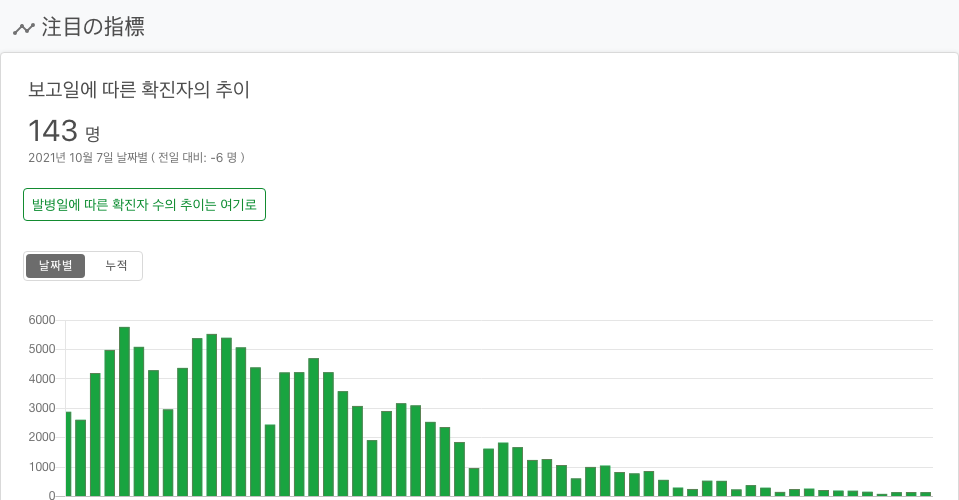 注目の指標
보고일에 따른 확진자의 추이
143 명
2021년 10월 7일 날짜별 ( 전일 대비: -6 명 )
발병일에 따른 확진자 수의 추이는 여기로
날짜별 누적
6000
5000
4000
3000
2000
1000
0